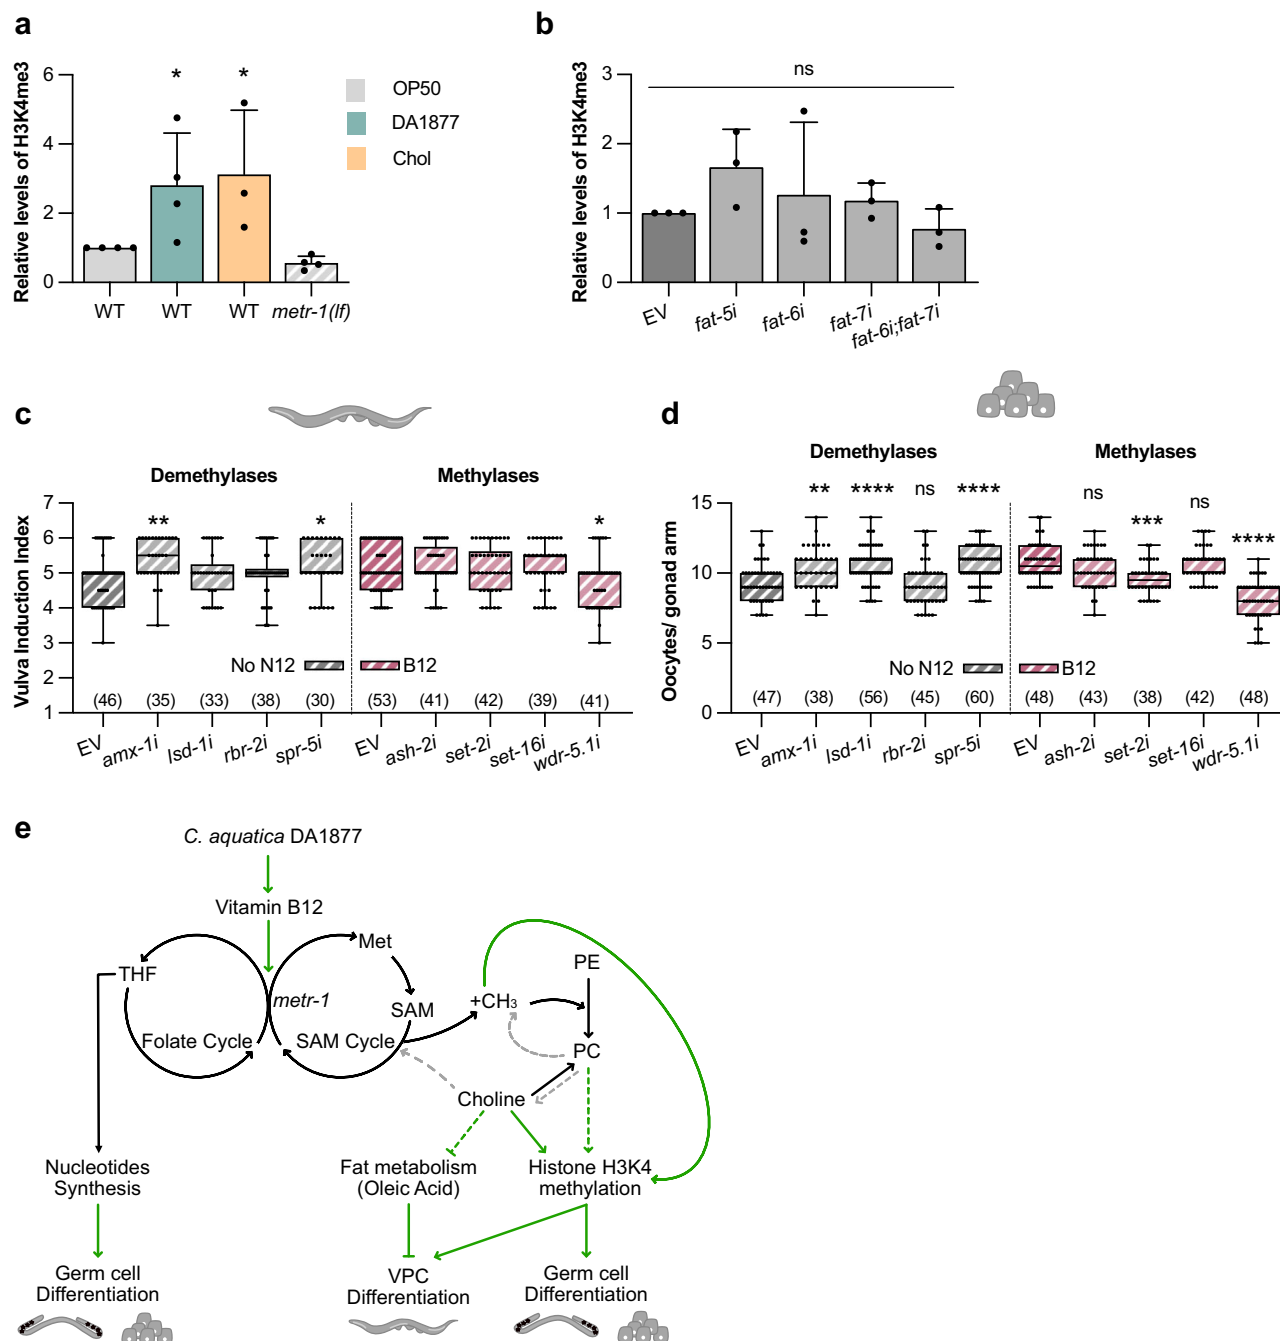 a
Relative levels of H3K4me3
6
4
2
0
*
*
WT
WT
WT
metr-1(lf)
OP50
DA1877
Chol
b
Relative levels of H3K4me3
3
2
1
0
ns
EV
fat-5i
fat-6i
fat-7i
fat-6i;fat-7i
c
Demethylases
Methylases
Vulva Induction Index
7
6
5
4
3
2
1
**
*
*
No N12
B12
(46)
(35)
(33)
(38)
(30)
(53)
(41)
(42)
(39)
(41)
EV
amx-1i
lsd-1i
rbr-2i
spr-5i
EV
ash-2i
set-2i
set-16i
wdr-5.1i
d
Demethylases
Methylases
Oocytes/ gonad arm
15
10
5
0
**
****
ns
****
ns
***
ns
****
No N12
B12
(47)
(38)
(56)
(45)
(60)
(48)
(43)
(38)
(42)
(48)
EV
amx-1i
lsd-1i
rbr-2i
spr-5i
EV
ash-2i
set-2i
set-16i
wdr-5.1i
e
C. aquatica DA1877
Vitamin B12
Met
THF
metr-1
SAM
+CH3
PE
Folate Cycle
SAM Cycle
PC
Choline
Nucleotides
Synthesis
Fat metabolism
(Oleic Acid)
Histone H3K4
methylation
Germ cell
Differentiation
VPC
Differentiation
Germ cell
Differentiation